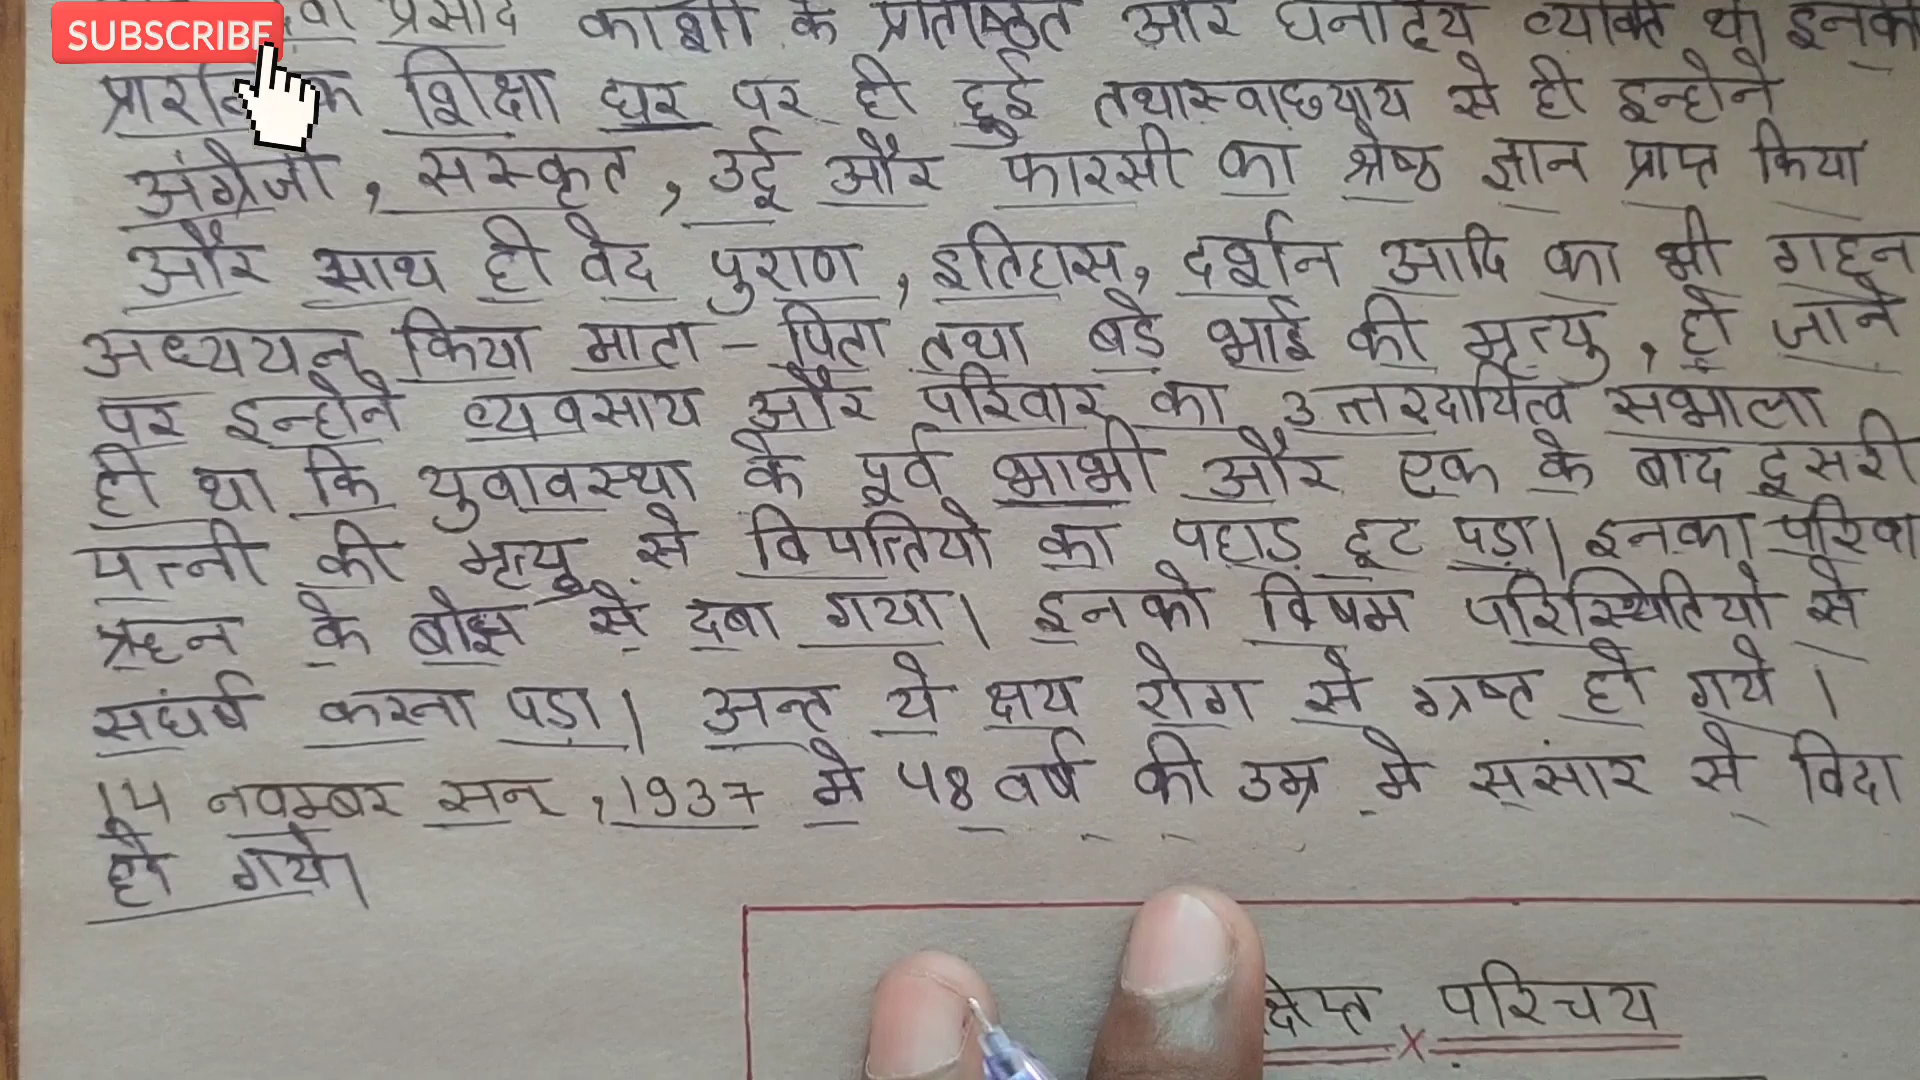 SUBSCRIBE
प्रसाद काशी के प्रतिष्ठित और धनाढ्य व्यक्ति थे। इनकी
शिक्षा घर पर ही हुई तथास्वाछयाय से ही इन्होने
अंग्रेजी, संस्कृत, उर्दू और फारसी का श्रेष्ठ ज्ञान प्राप्त किया
और साथ ही वेद पुराण, इतिहास, दर्शन आदि का भी गहन
अध्ययन किया माता - पिता तथा बड़े भाई की मृत्यु, हो जाने
पर इन्होने व्यवसाय और परिवार का उत्तरदायित्व सभाला
ही था कि युवावस्था के पूर्व भाभी और एक के बाद दूसरी
पत्नी की मृत्यु से विपत्तियो का पहाड़ टूट पड़ा। इनका परिवा
के बोझ से दबा गया। इनको विषम परिस्थितियो से
संघर्ष करना पडा। अन्त ये क्षय रोग से ग्रष्त हो गये।
14 नवम्बर सन्, 1937 मे 48 वर्ष की उम्र मे संसार से विदा
हो गये।
क्षिप्त परिचय